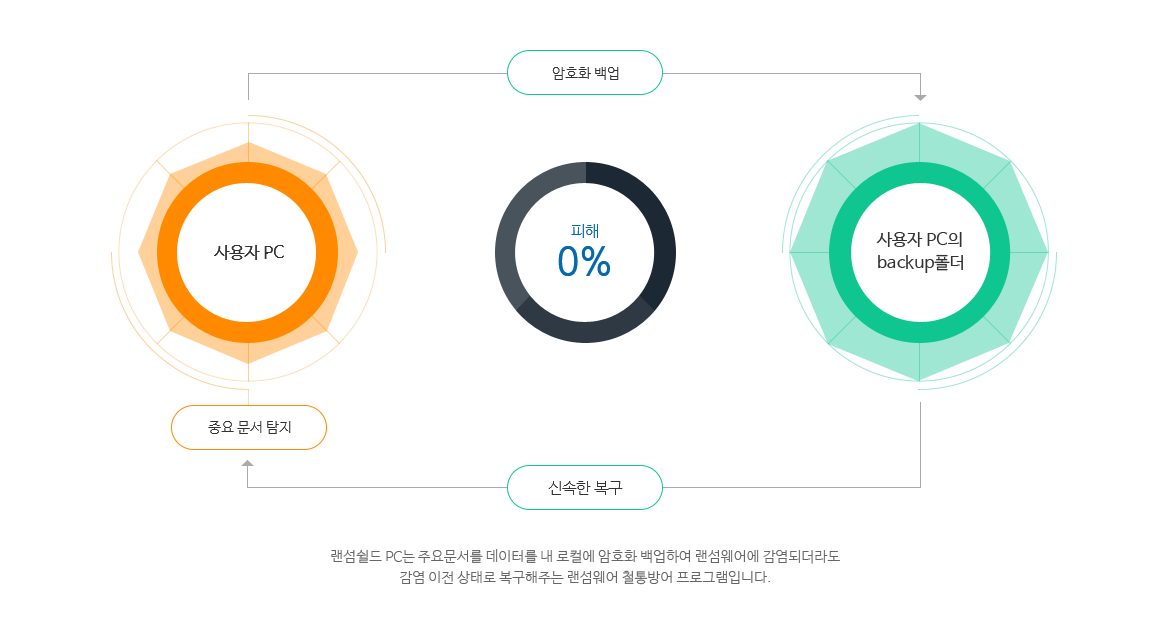 암호화 백업
사용자 PC
피해
0%
사용자 PC의
backup폴더
중요 문서 탐지
신속한 복구
랜섬쉴드 PC는 주요문서를 데이터를 내 로컬에 암호화 백업하여 랜섬웨어에 감염되더라도
감염 이전 상태로 복구해주는 랜섬웨어 철통방어 프로그램입니다.